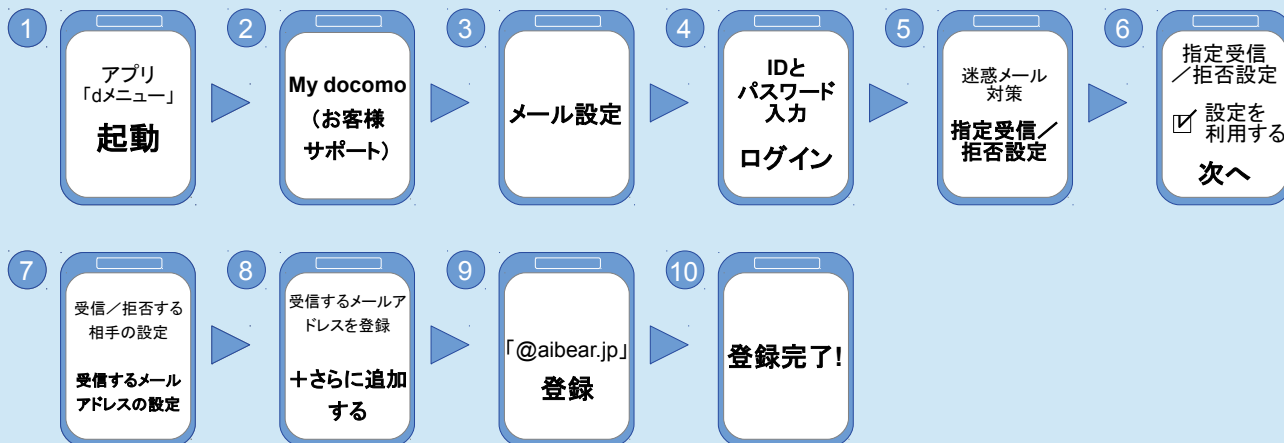 1
アプリ
「dメニュー」
起動
2
My docomo
（お客様
サポート）
3
メール設定
4
IDと
パスワード
入力
ログイン
5
迷惑メール
対策
指定受信／
拒否設定
6
指定受信
／拒否設定
設定を
利用する
次へ
7
受信／拒否する
相手の設定
受信するメール
アドレスの設定
8
受信するメールア
ドレスを登録
＋さらに追加
する
9
「@aibear.jp」
登録
10
登録完了!